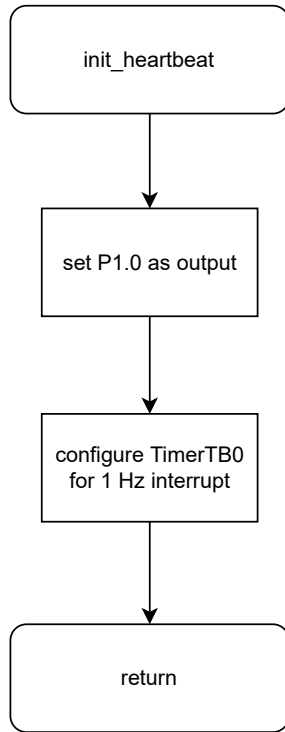 init_heartbeat
set P1.0 as output
configure TimerTB0
for 1 Hz interrupt
return